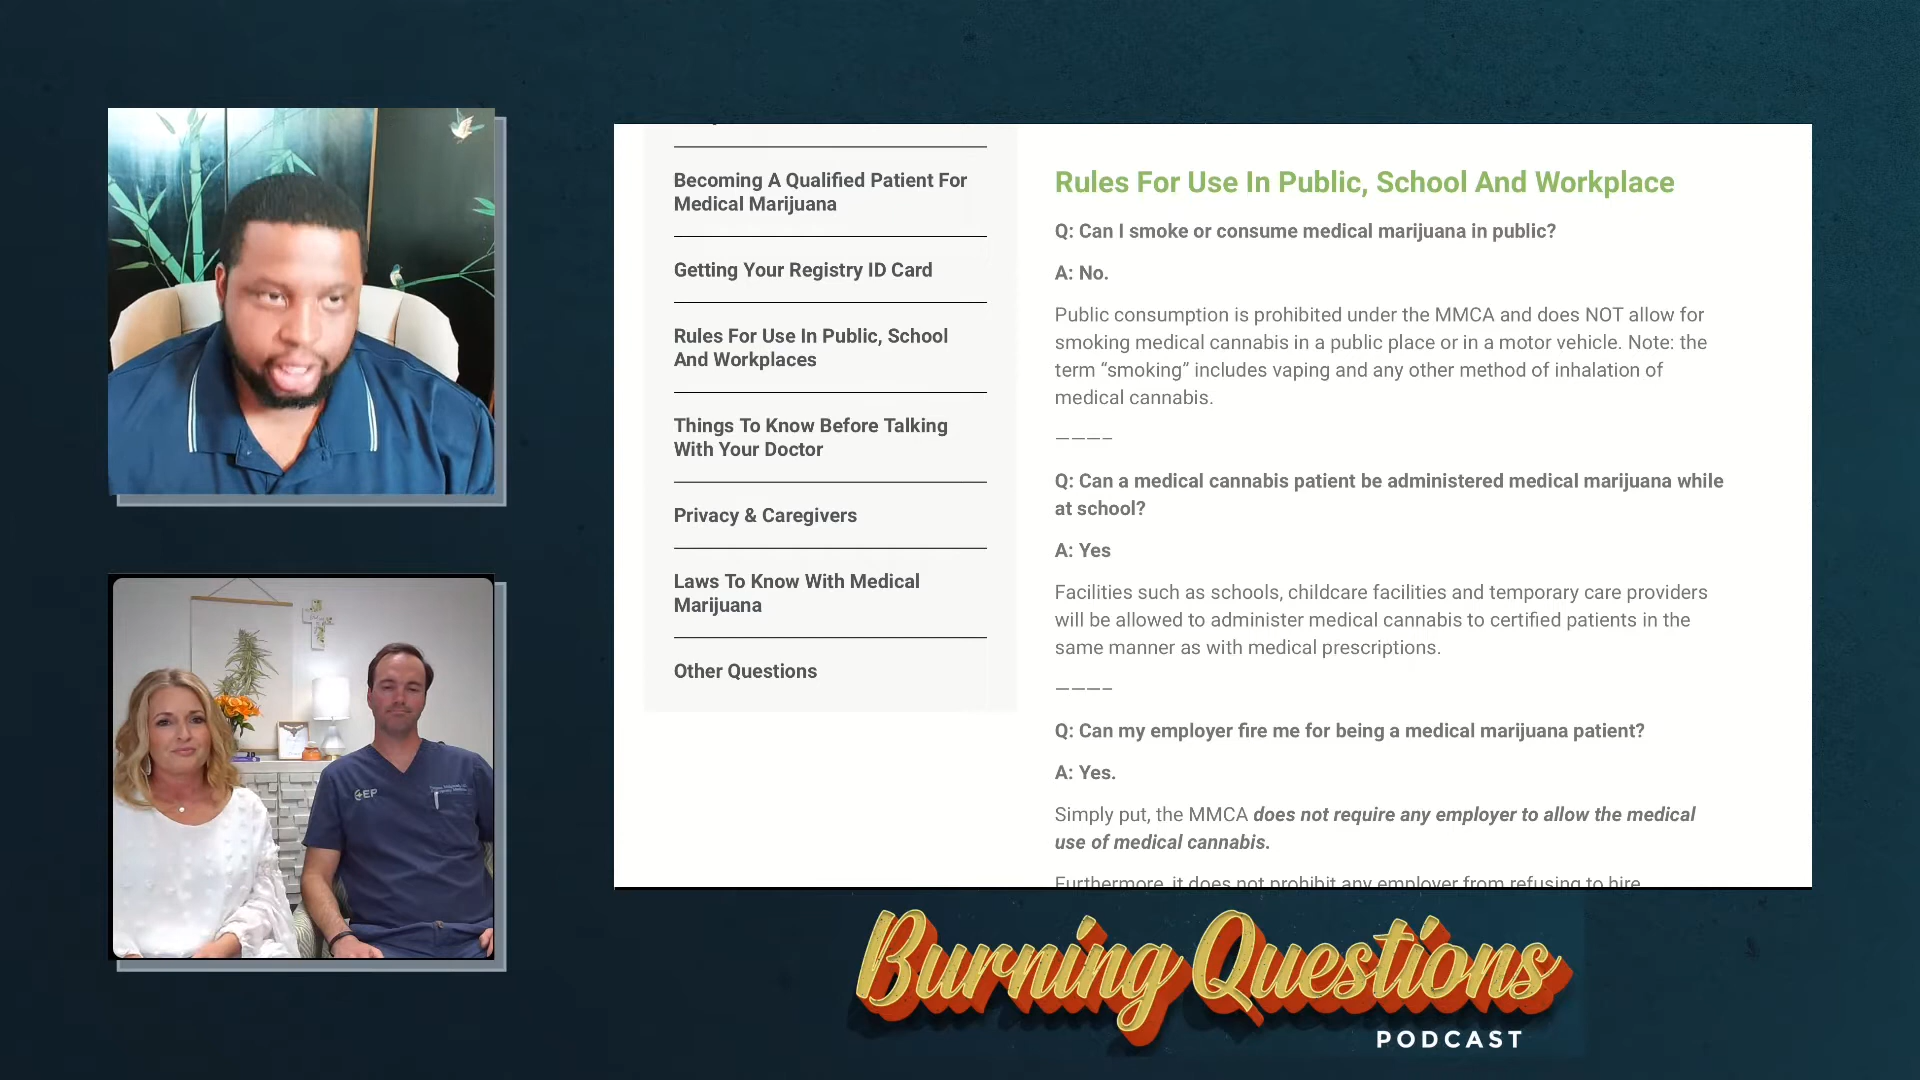 Becoming A Qualified Patient For
Medical Marijuana
Getting Your Registry ID Card
Rules For Use In Public, School
And Workplaces
Things To Know Before Talking
With Your Doctor
Privacy & Caregivers
Laws To Know With Medical
Marijuana
Other Questions
Rules For Use In Public, School And Workplace
Q: Can I smoke or consume medical marijuana in public?
A: No.
Public consumption is prohibited under the MMCA and does NOT allow for
smoking medical cannabis in a public place or in a motor vehicle. Note: the
term “smoking” includes vaping and any other method of inhalation of
medical cannabis.
————–
Q: Can a medical cannabis patient be administered medical marijuana while
at school?
A: Yes
Facilities such as schools, childcare facilities and temporary care providers
will be allowed to administer medical cannabis to certified patients in the
same manner as with medical prescriptions.
————–
Q: Can my employer fire me for being a medical marijuana patient?
A: Yes.
Simply put, the MMCA does not require any employer to allow the medical
use of medical cannabis.
Furthermore, it does not prohibit any employer from refusing to hire
EP
Burning Questions
PODCAST